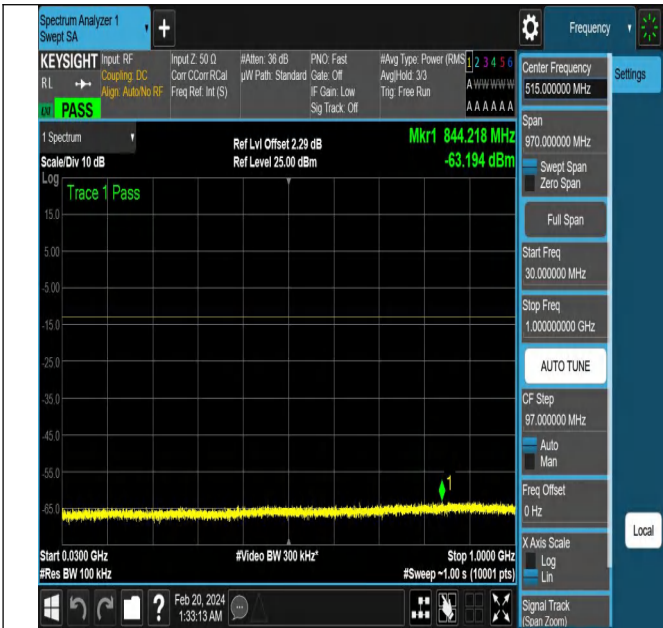 Spectrum Analyzer 1
Swept SA
+
Frequency
KEYSIGHT
RL
PASS
Input: RF
Coupling: DC
Align: Auto/No RF
Input Z: 50 Ω
Corr CCorr RCal
Freq Ref: Int (S)
#Atten: 36 dB
µW Path: Standard
PNO: Fast
Gate: Off
IF Gain: Low
Sig Track: Off
#Avg Type: Power (RMS
Avg|Hold: 3/3
Trig: Free Run
1 2 3 4 5 6
A W W W W W
A A A A A A
1 Spectrum
Scale/Div 10 dB
Ref Lvl Offset 2.29 dB
Ref Level 25.00 dBm
Mkr1 844.218 MHz
-63.194 dBm
Log
Trace 1 Pass
15.0
5.00
-5.00
-15.0
-25.0
-35.0
-45.0
-55.0
-65.0
1
Start 0.0300 GHz
#Res BW 100 kHz
#Video BW 300 kHz*
Stop 1.0000 GHz
#Sweep ~1.00 s (10001 pts)
Feb 20, 2024
1:33:13 AM
?
Center Frequency
515.000000 MHz
Settings
Span
970.000000 MHz
Swept Span
Zero Span
Full Span
Start Freq
30.000000 MHz
Stop Freq
1.000000000 GHz
AUTO TUNE
CF Step
97.000000 MHz
Auto
Man
Freq Offset
0 Hz
X Axis Scale
Log
Lin
Local
Signal Track
(Span Zoom)